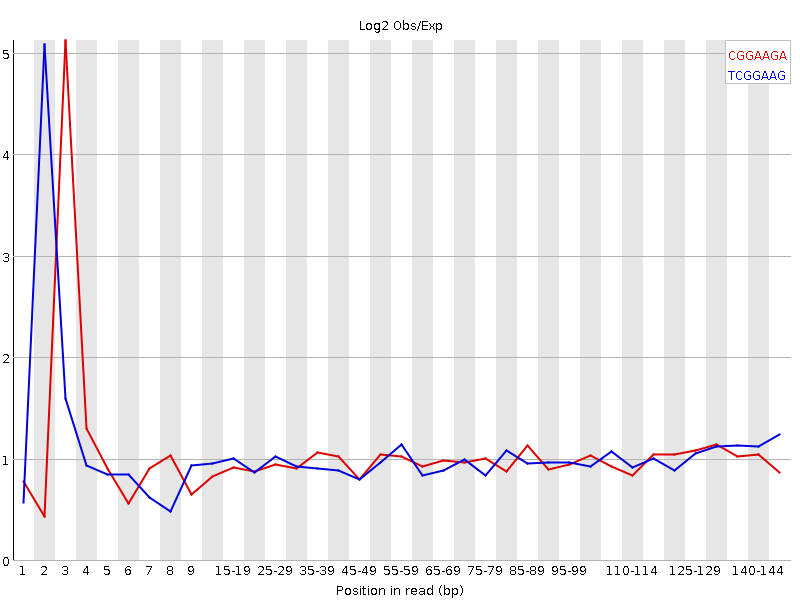 Log2 Obs/Exp
CGGAAGA
TCGGAAG
5
4
3
2
1
0
1 2 3 4 5 6 7 8 9 15-19 25-29 35-39 45-49 55-59 65-69 75-79 85-89 95-99 110-114 125-129 140-144
Position in read (bp)